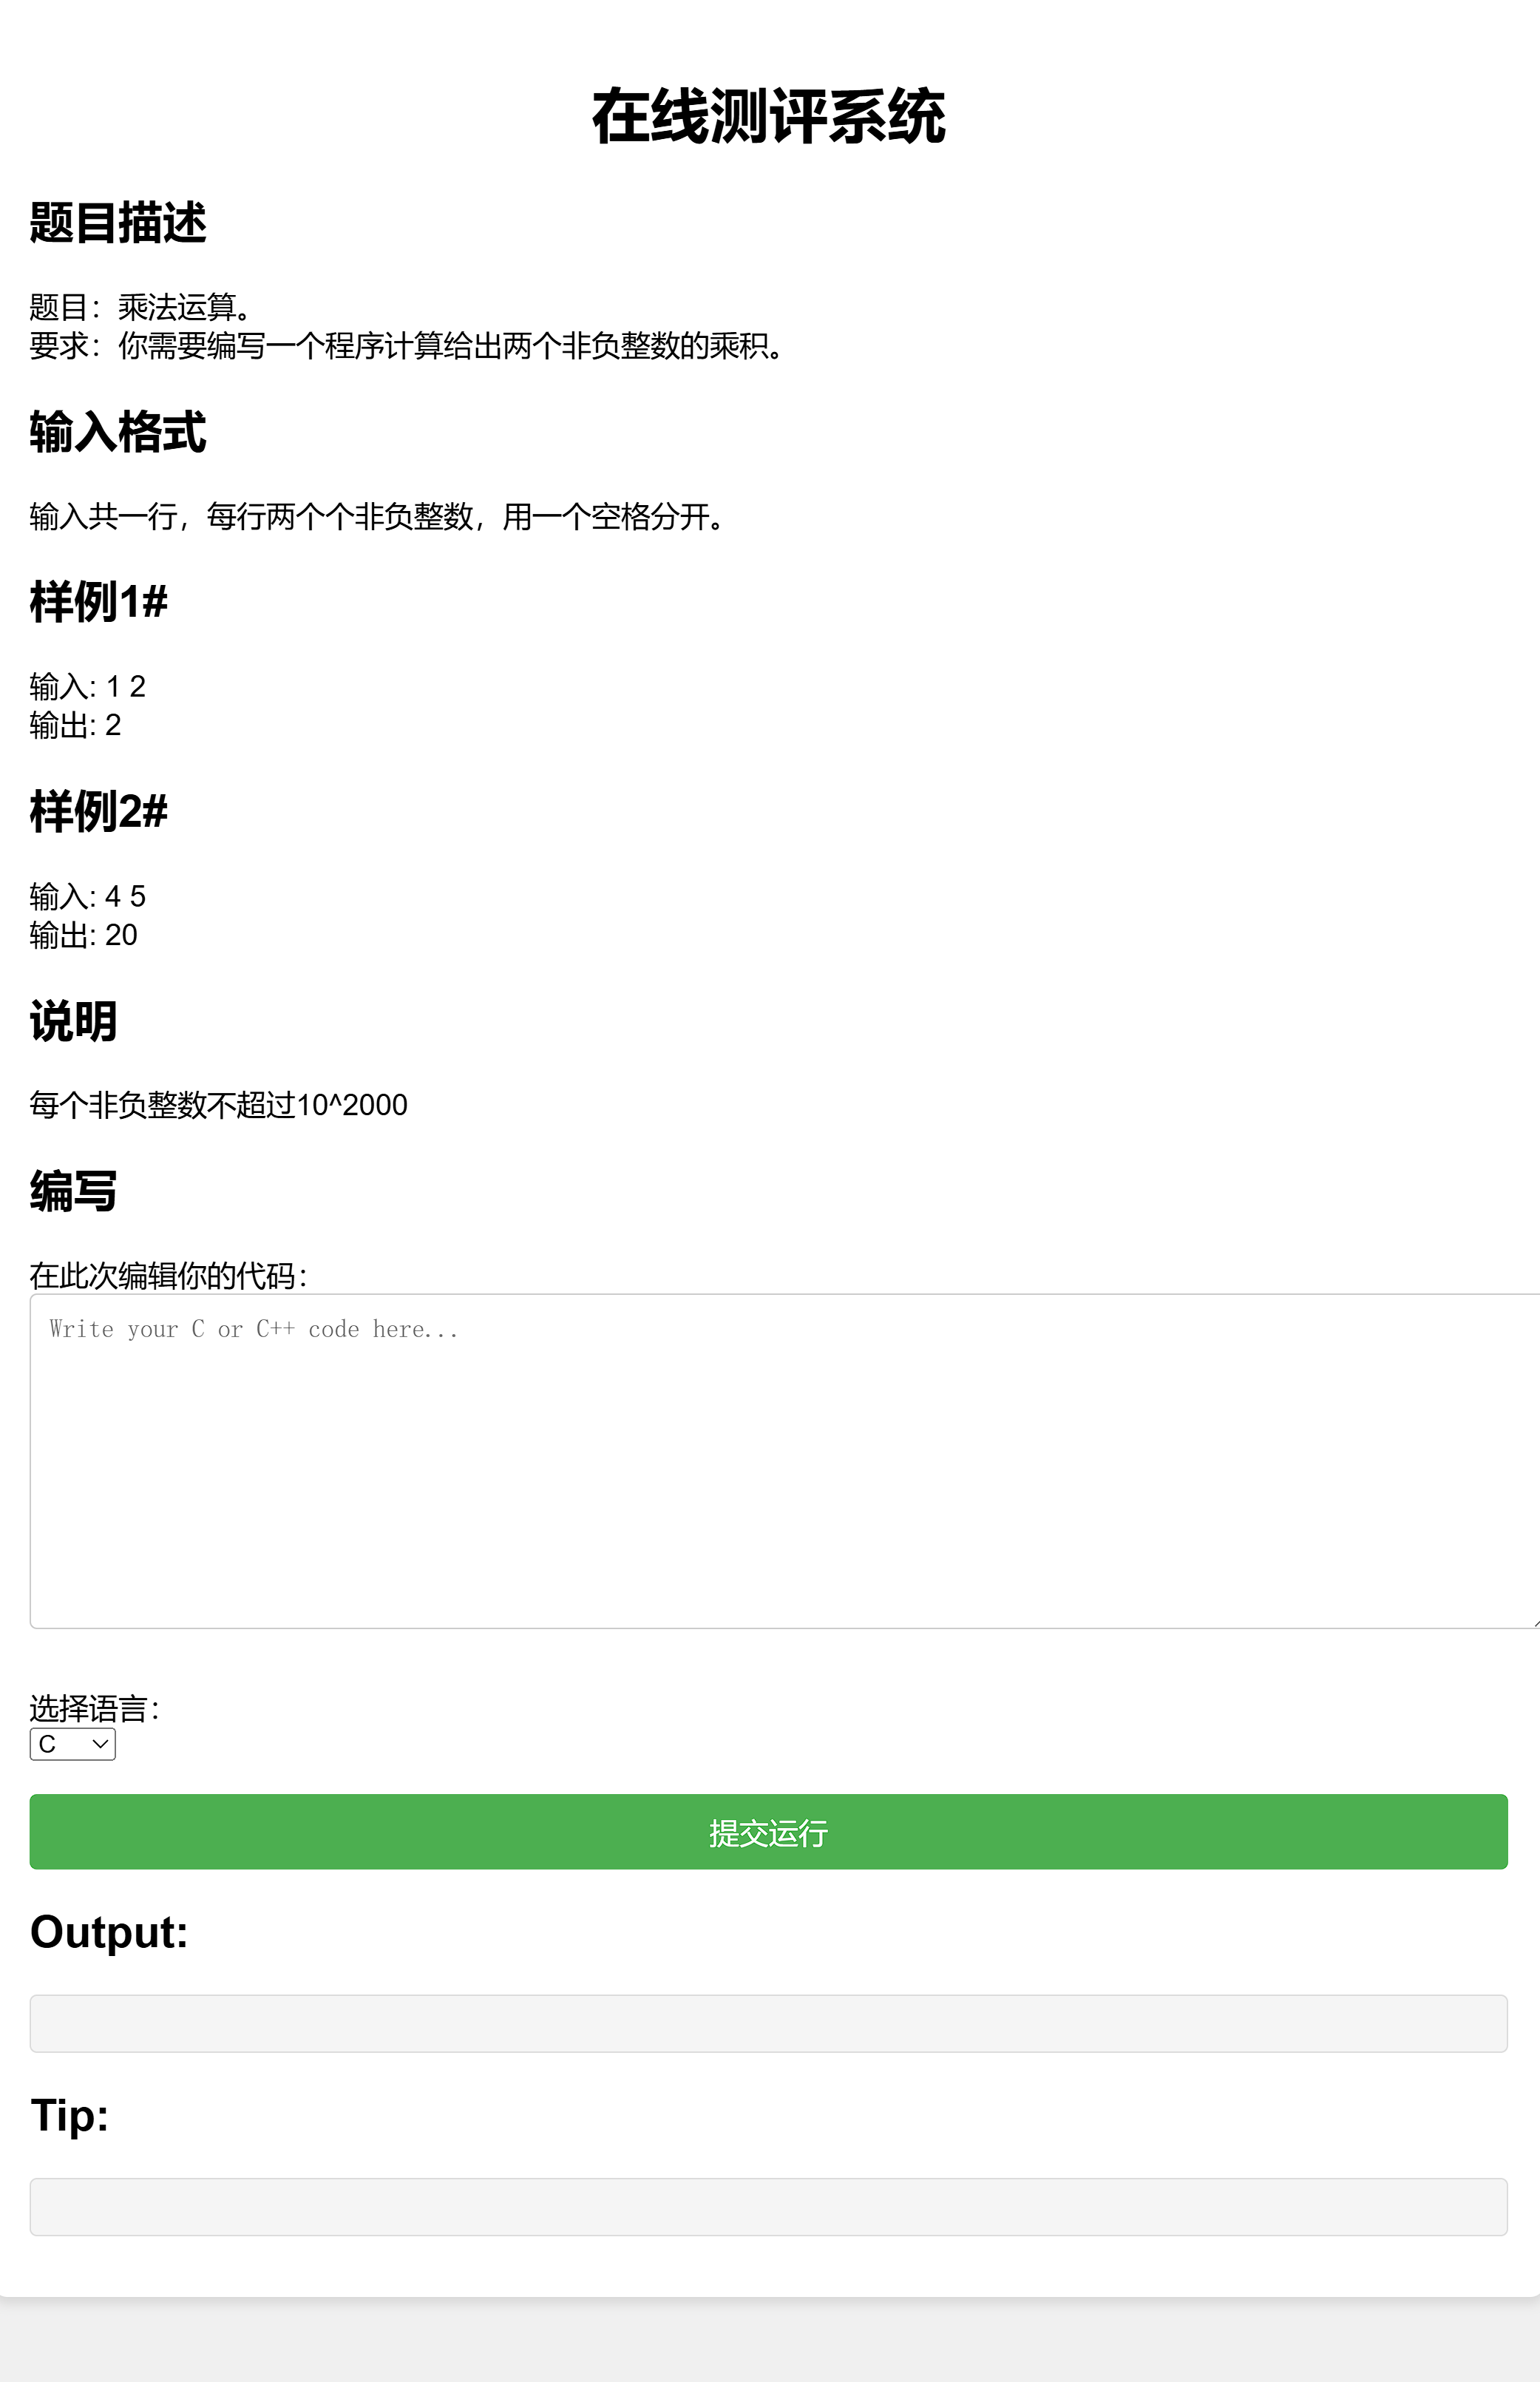 在线测评系统
题目描述
题目：乘法运算。
要求：你需要编写一个程序计算给出两个非负整数的乘积。
输入格式
输入共一行，每行两个个非负整数，用一个空格分开。
样例1#
输入: 1 2
输出: 2
样例2#
输入: 4 5
输出: 20
说明
每个非负整数不超过10^2000
编写
在此次编辑你的代码：
Write your C or C++ code here...
选择语言：
C
提交运行
Output:
Tip: